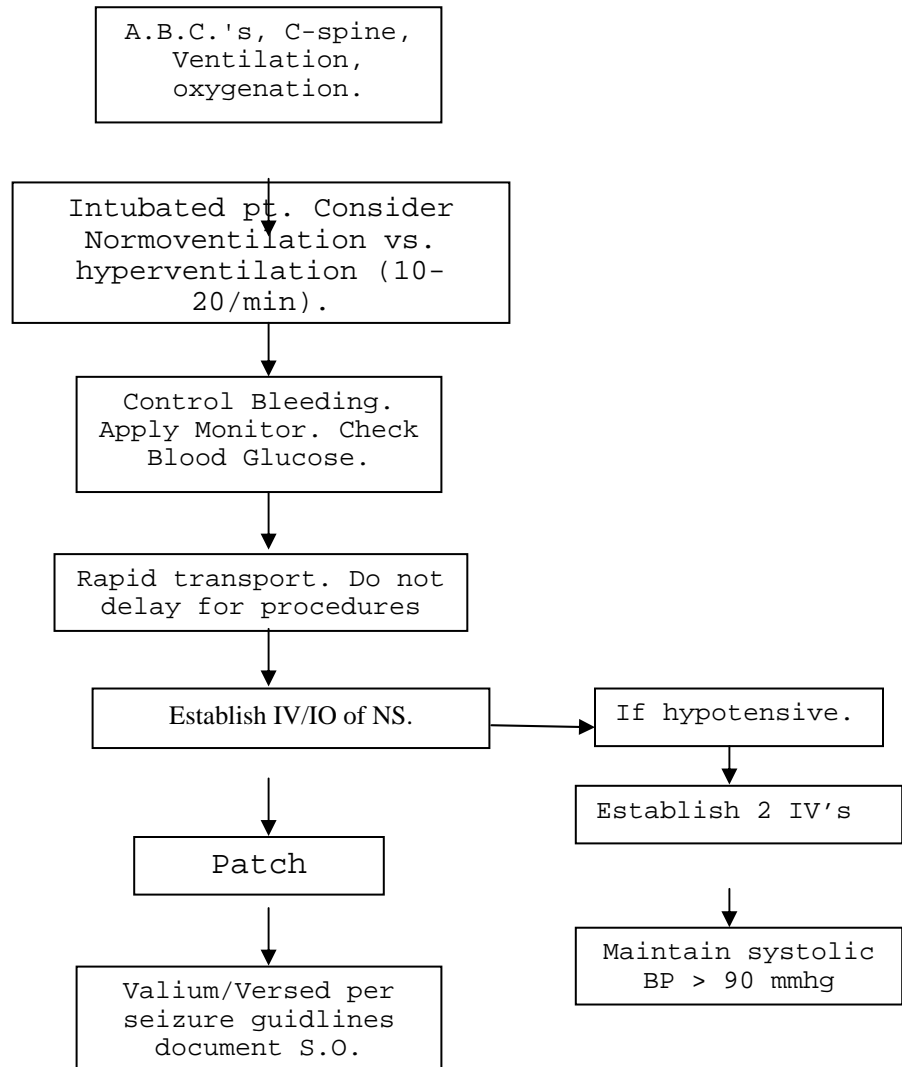 A.B.C.'s, C-spine,
Ventilation,
oxygenation.
Intubated pt. Consider
Normoventilation vs.
hyperventilation (10-
20/min).
Control Bleeding.
Apply Monitor. Check
Blood Glucose.
Rapid transport. Do not
delay for procedures
Establish IV/IO of NS.
If hypotensive.
Establish 2 IV’s
Maintain systolic
BP > 90 mmhg
Patch
Valium/Versed per
seizure guidlines
document S.O.